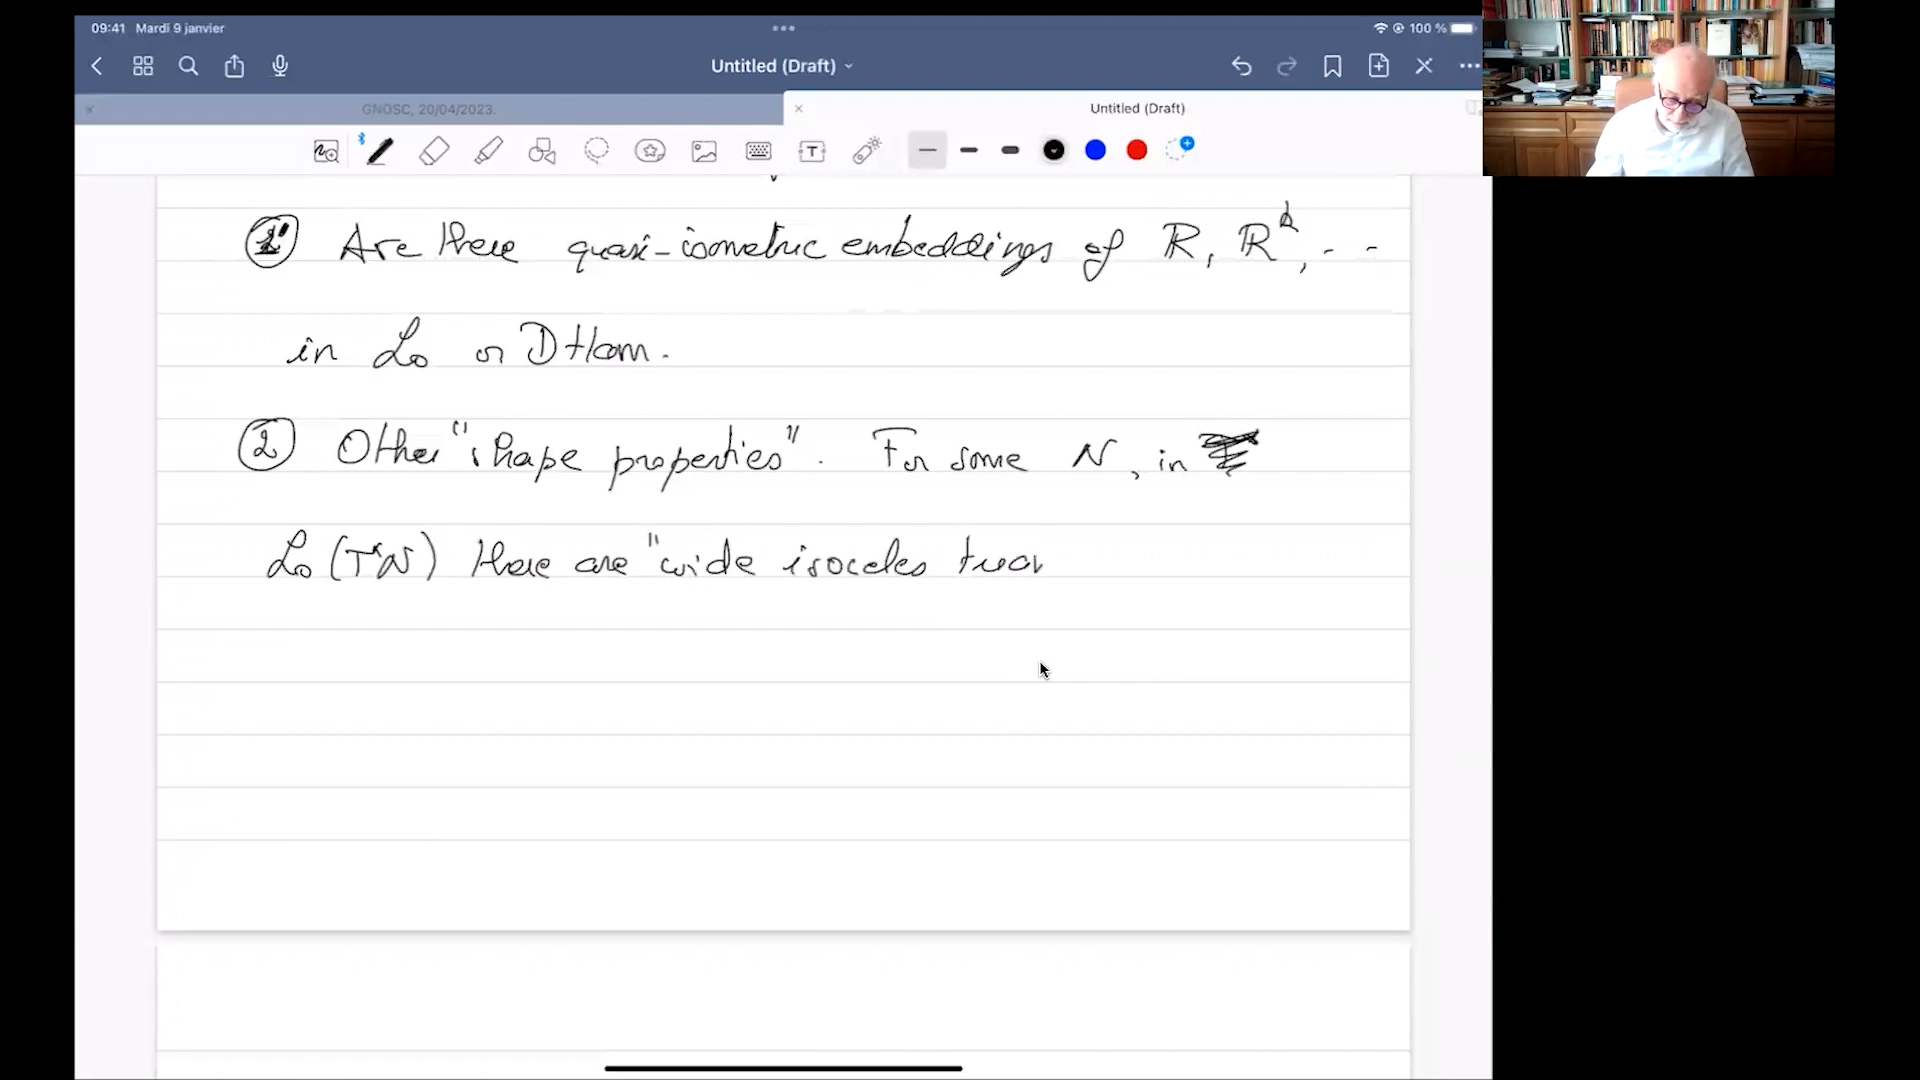 09:41 Mardi 9 janvier
100 %
Untitled (Draft)
GNOSC, 20/04/2023.
Untitled (Draft)
1' Are there quasi-isometric embeddings of ℝ, ℝᵈ, ...
in 𝓛₀ or DHam.
2 Other "shape properties". For some N, in
𝓛₀ (T*N) there are "wide isoceles trian